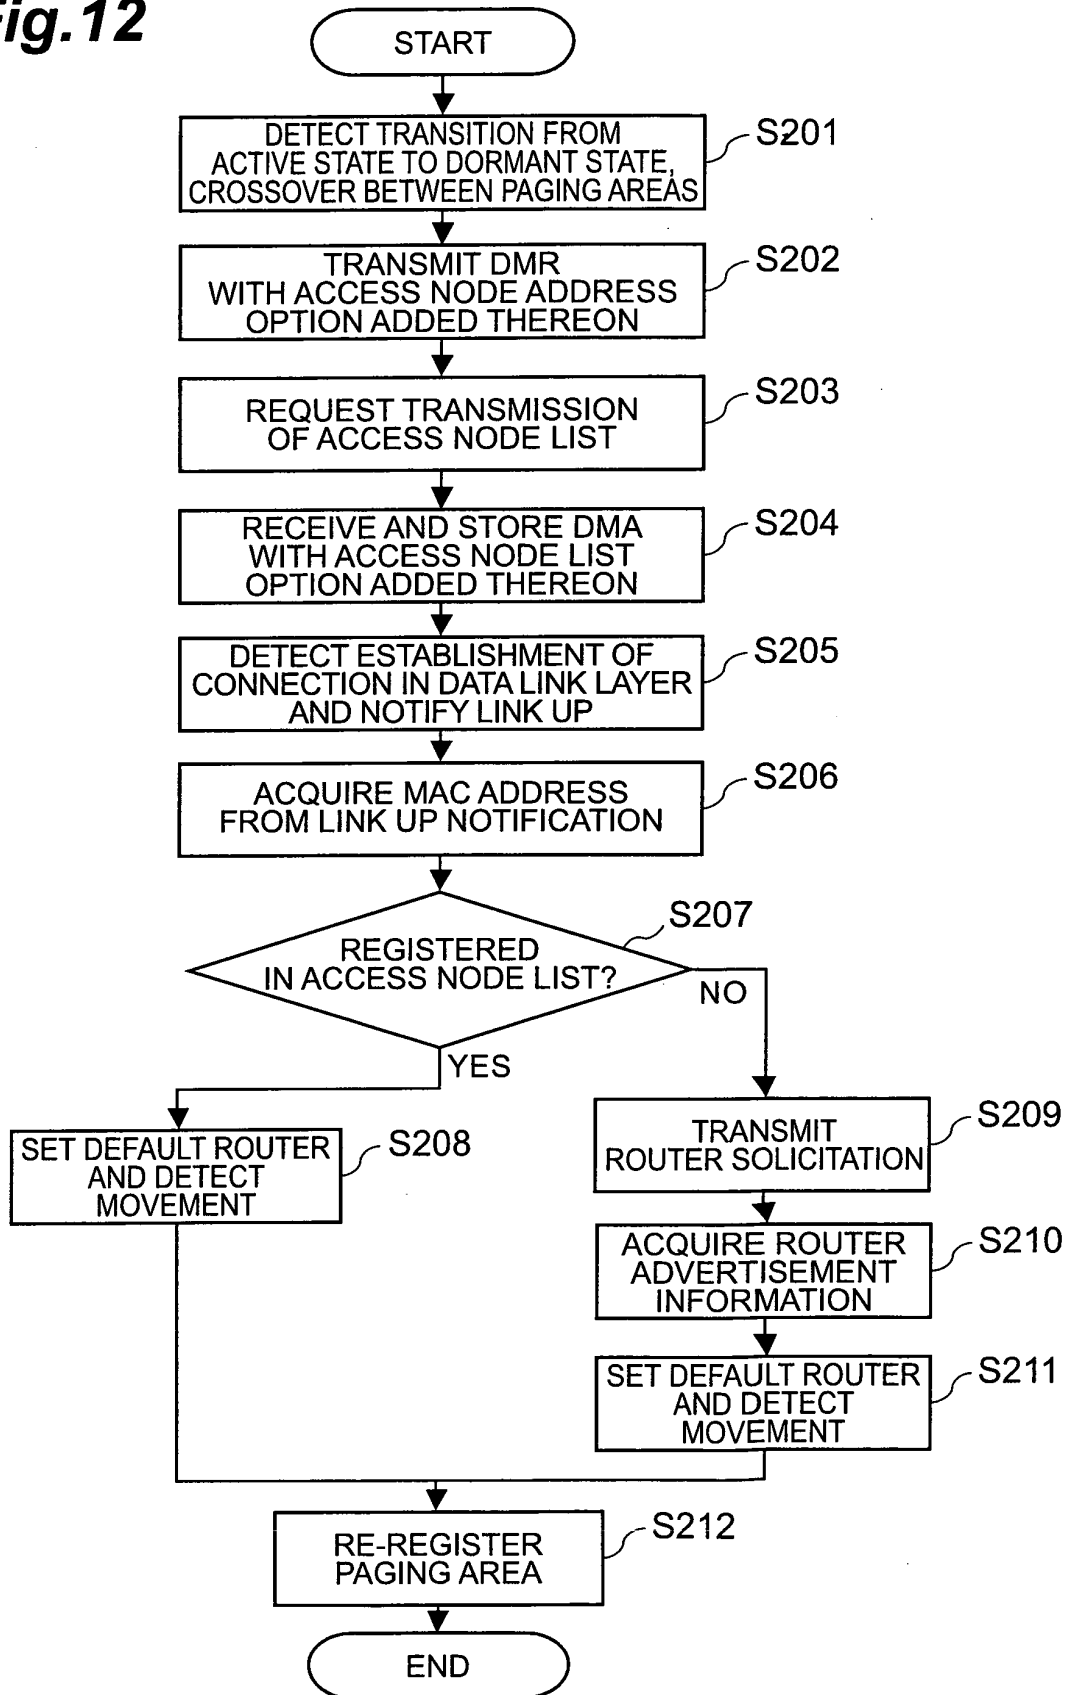 Fig.12
START
DETECT TRANSITION FROM
ACTIVE STATE TO DORMANT STATE,
CROSSOVER BETWEEN PAGING AREAS
S201
TRANSMIT DMR
WITH ACCESS NODE ADDRESS
OPTION ADDED THEREON
S202
REQUEST TRANSMISSION
OF ACCESS NODE LIST
S203
RECEIVE AND STORE DMA
WITH ACCESS NODE LIST
OPTION ADDED THEREON
S204
DETECT ESTABLISHMENT OF
CONNECTION IN DATA LINK LAYER
AND NOTIFY LINK UP
S205
ACQUIRE MAC ADDRESS
FROM LINK UP NOTIFICATION
S206
REGISTERED
IN ACCESS NODE LIST?
S207
NO
YES
SET DEFAULT ROUTER
AND DETECT
MOVEMENT
S208
TRANSMIT
ROUTER SOLICITATION
S209
ACQUIRE ROUTER
ADVERTISEMENT
INFORMATION
S210
SET DEFAULT ROUTER
AND DETECT
MOVEMENT
S211
RE-REGISTER
PAGING AREA
S212
END